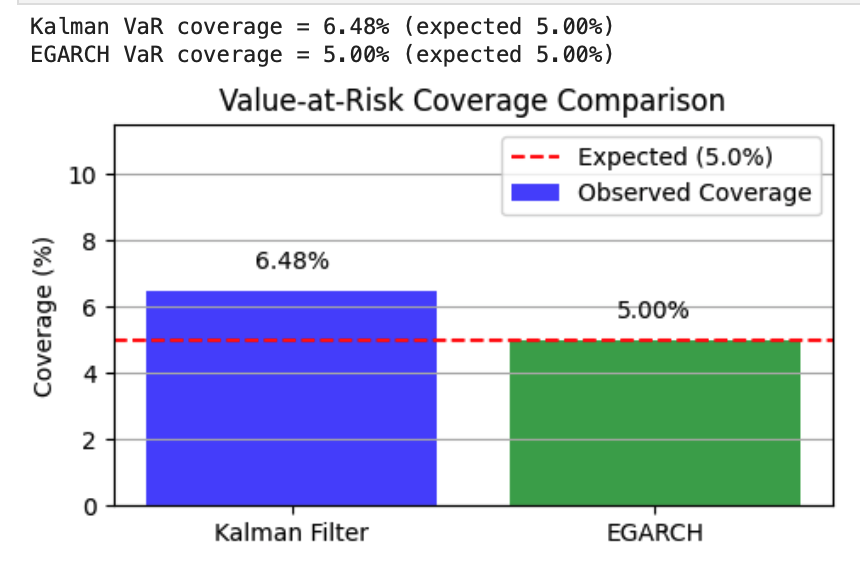 Kalman VaR coverage = 6.48% (expected 5.00%)
EGARCH VaR coverage = 5.00% (expected 5.00%)
Value-at-Risk Coverage Comparison
Expected (5.0%)
Observed Coverage
Coverage (%)
10
8
6
4
2
0
6.48%
5.00%
Kalman Filter
EGARCH